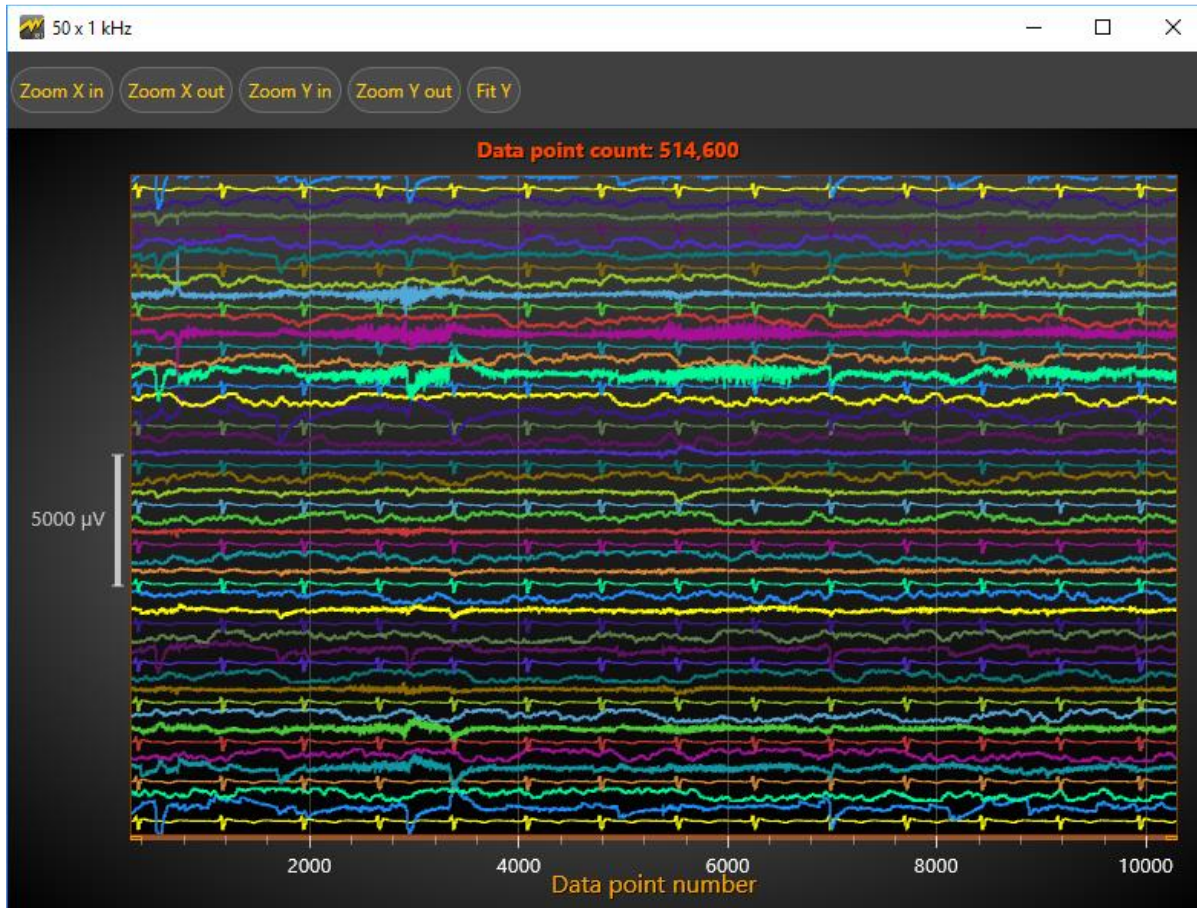 50 x 1 kHz
Zoom X in Zoom X out Zoom Y in Zoom Y out Fit Y
Data point count: 514,600
5000 µV
2000 4000 6000 8000 10000
Data point number